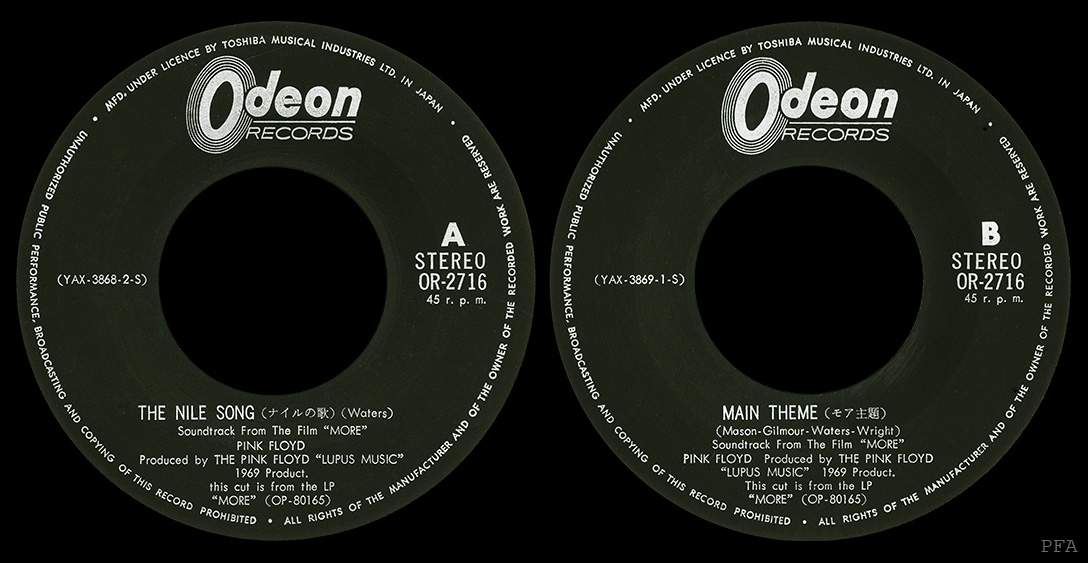 MFD. UNDER LICENCE BY TOSHIBA MUSICAL INDUSTRIES LTD. IN JAPAN
Odeon
RECORDS
A
STEREO
OR-2716
45 r. p. m.
(YAX-3868-2-S)
THE NILE SONG (ナイルの歌) (Waters)
Soundtrack From The Film “MORE”
PINK FLOYD
Produced by THE PINK FLOYD “LUPUS MUSIC”
1969 Product.
this cut is from the LP
“MORE” (OP-80165)
UNAUTHORIZED PUBLIC PERFORMANCE, BROADCASTING AND COPYING OF THIS RECORD PROHIBITED • ALL RIGHTS OF THE MANUFACTURER AND OF THE OWNER OF THE RECORDED WORK ARE RESERVED
MFD. UNDER LICENCE BY TOSHIBA MUSICAL INDUSTRIES LTD. IN JAPAN
Odeon
RECORDS
B
STEREO
OR-2716
45 r. p. m.
(YAX-3869-1-S)
MAIN THEME (モア主題)
(Mason-Gilmour-Waters-Wright)
Soundtrack From The Film “MORE”
PINK FLOYD Produced by THE PINK FLOYD
“LUPUS MUSIC” 1969 Product.
This cut is from the LP
“MORE” (OP-80165)
UNAUTHORIZED PUBLIC PERFORMANCE, BROADCASTING AND COPYING OF THIS RECORD PROHIBITED • ALL RIGHTS OF THE MANUFACTURER AND OF THE OWNER OF THE RECORDED WORK ARE RESERVED
PFA